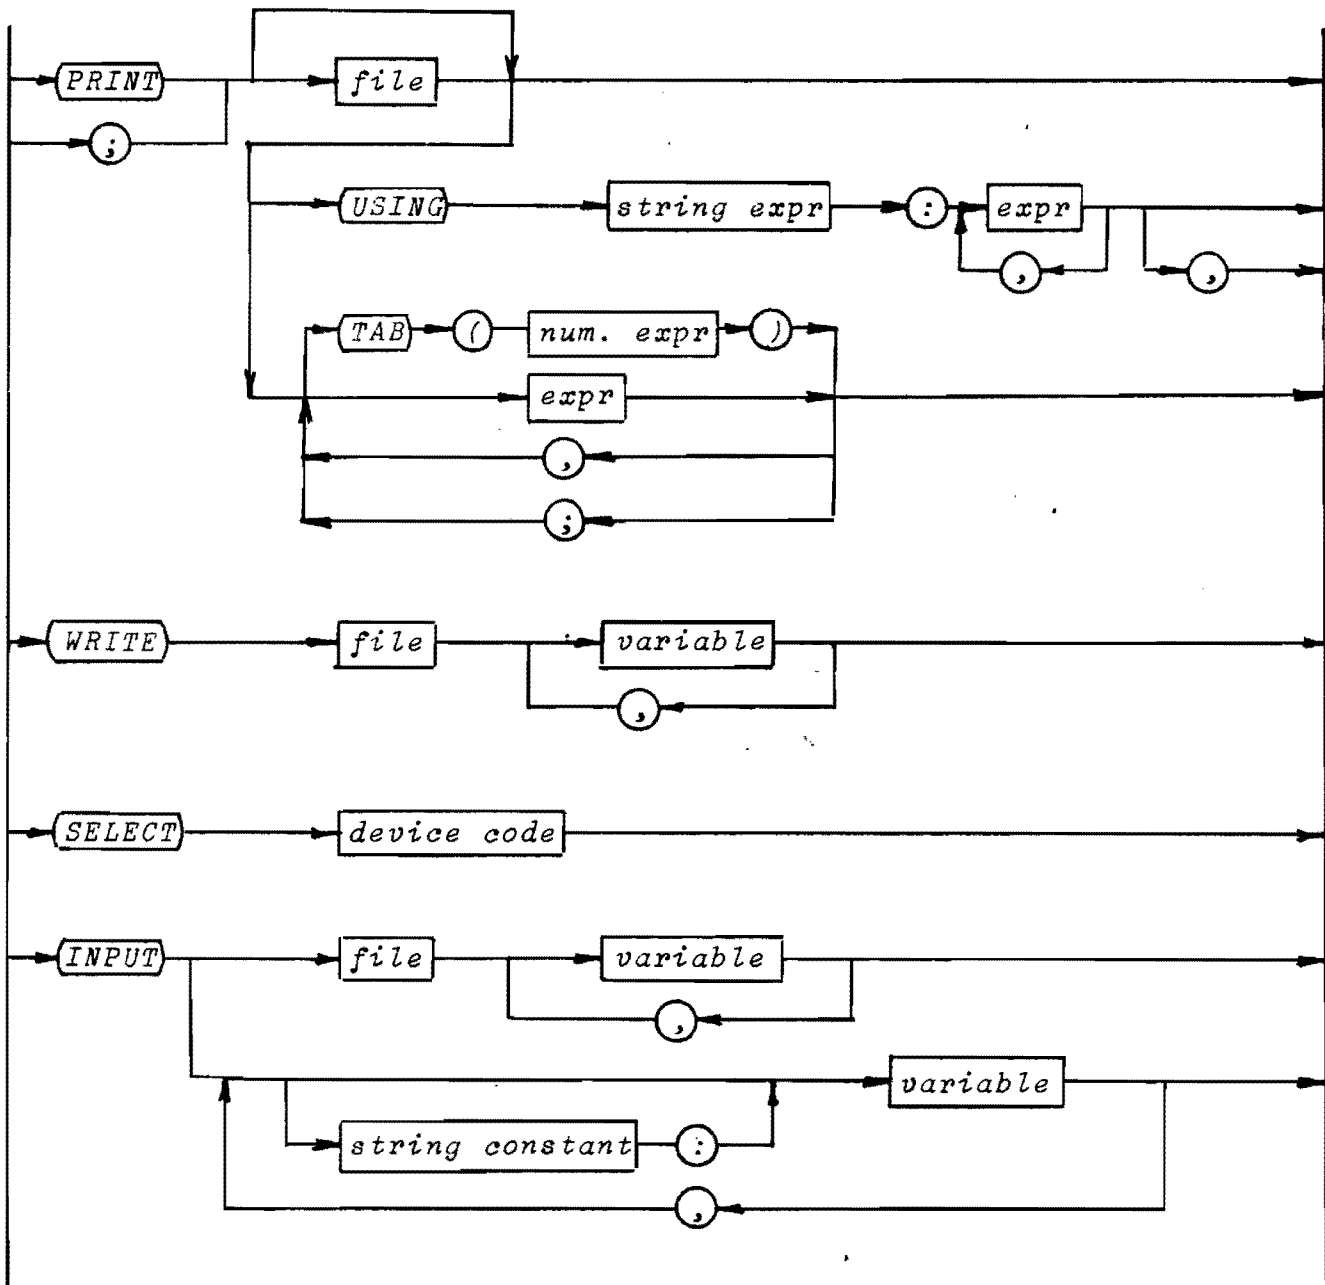 PRINT file
;
USING string expr : expr
, ,
TAB ( num. expr )
expr
,
;
WRITE file variable
,
SELECT device code
INPUT file variable
,
variable
string constant :
,